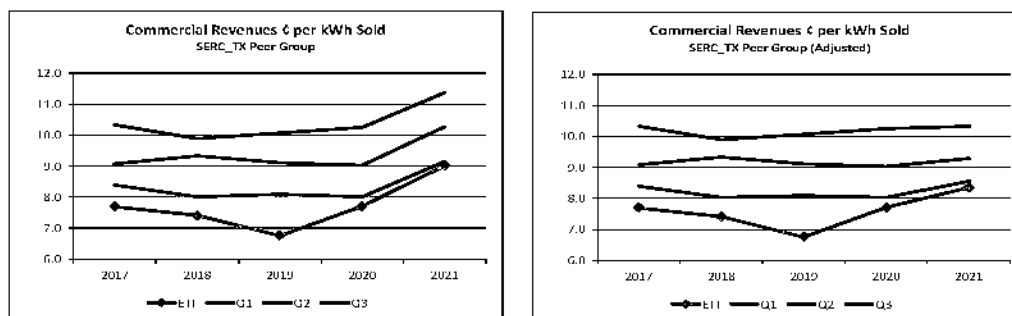 Commercial Revenues ¢ per kWh Sold
SERC_TX Peer Group
12.0
11.0
10.0
9.0
8.0
7.0
6.0
2017 2018 2019 2020 2021
ETI Q1 Q2 Q3
Commercial Revenues ¢ per kWh Sold
SERC_TX Peer Group (Adjusted)
12.0
11.0
10.0
9.0
8.0
7.0
6.0
2017 2018 2019 2020 2021
ETI Q1 Q2 Q3